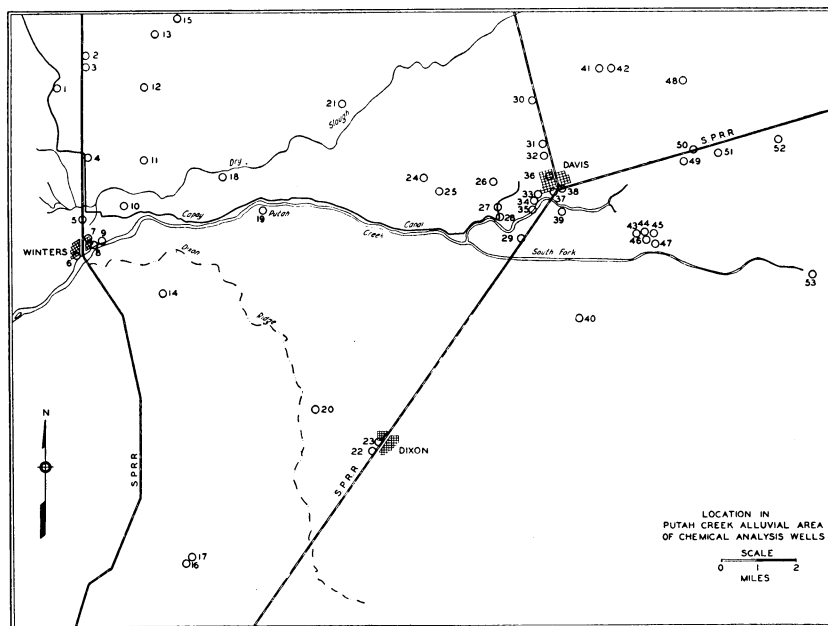 15
13
2
3
1
12
41
42
48
30
21
Slough
31
32
50
S.P.R.R.
49
51
52
DAVIS
4
11
Dry
18
24
25
26
36
38
37
33
34
35
39
27
28
10
5
Capay
19
Putah
Creek
Canal
29
South Fork
43
44
45
46
47
53
7
9
WINTERS
8
6
Dixon
14
Ridge
40
20
N
23
22
DIXON
S.P.R.R.
S.P.R.R.
17
16
LOCATION IN
PUTAH CREEK ALLUVIAL AREA
OF CHEMICAL ANALYSIS WELLS
SCALE
0 1 2
MILES